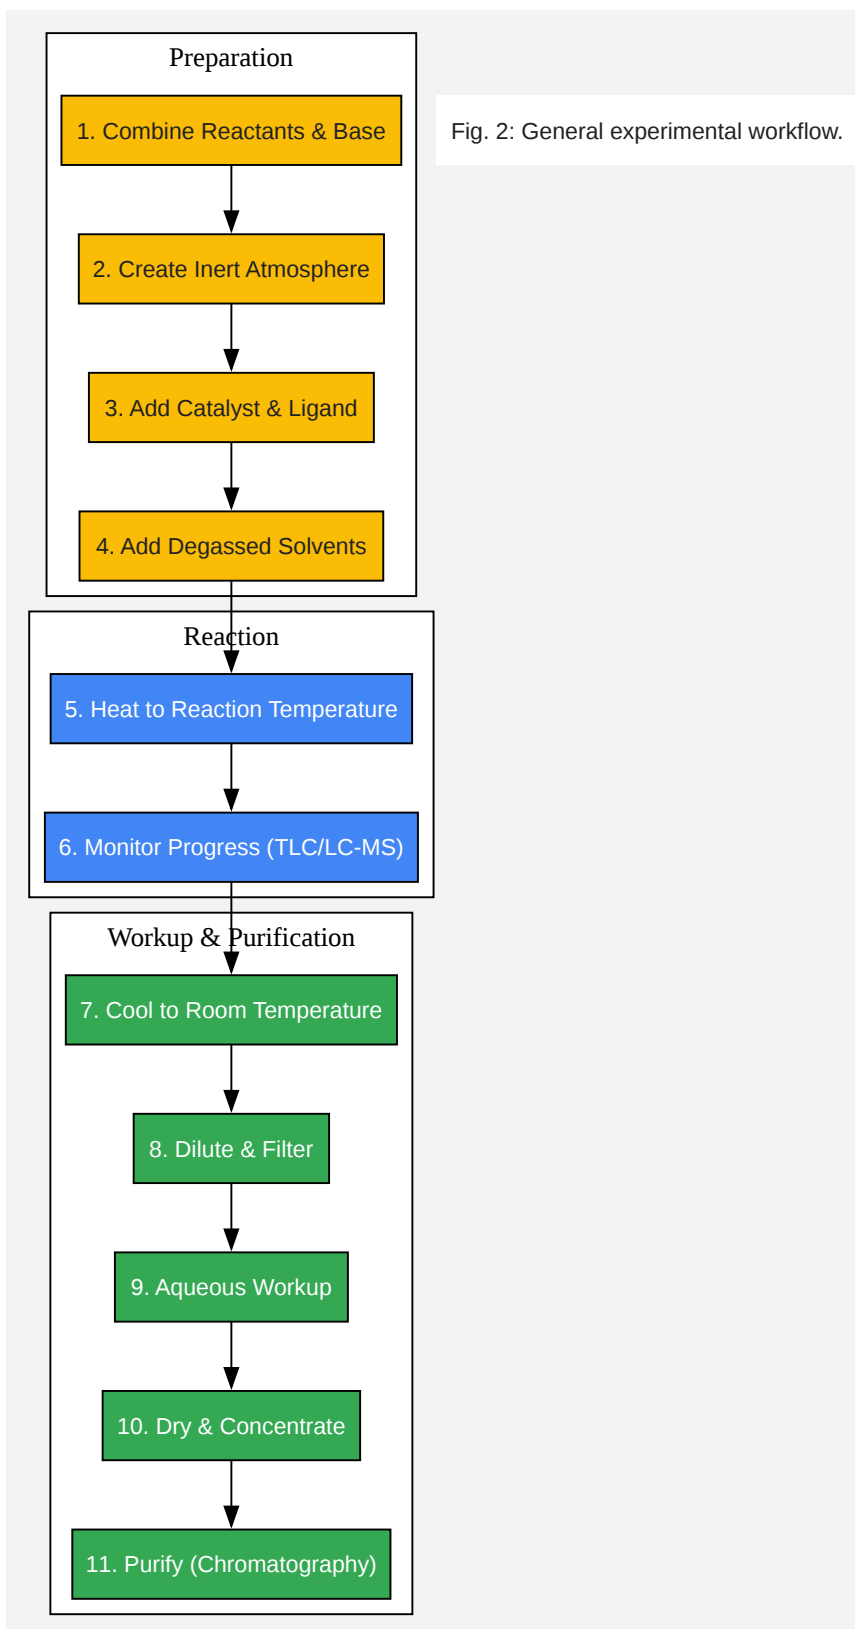 Preparation
1. Combine Reactants & Base
Fig. 2: General experimental workflow.
2. Create Inert Atmosphere
3. Add Catalyst & Ligand
4. Add Degassed Solvents
Reaction
5. Heat to Reaction Temperature
6. Monitor Progress (TLC/LC-MS)
Workup & Purification
7. Cool to Room Temperature
8. Dilute & Filter
9. Aqueous Workup
10. Dry & Concentrate
11. Purify (Chromatography)